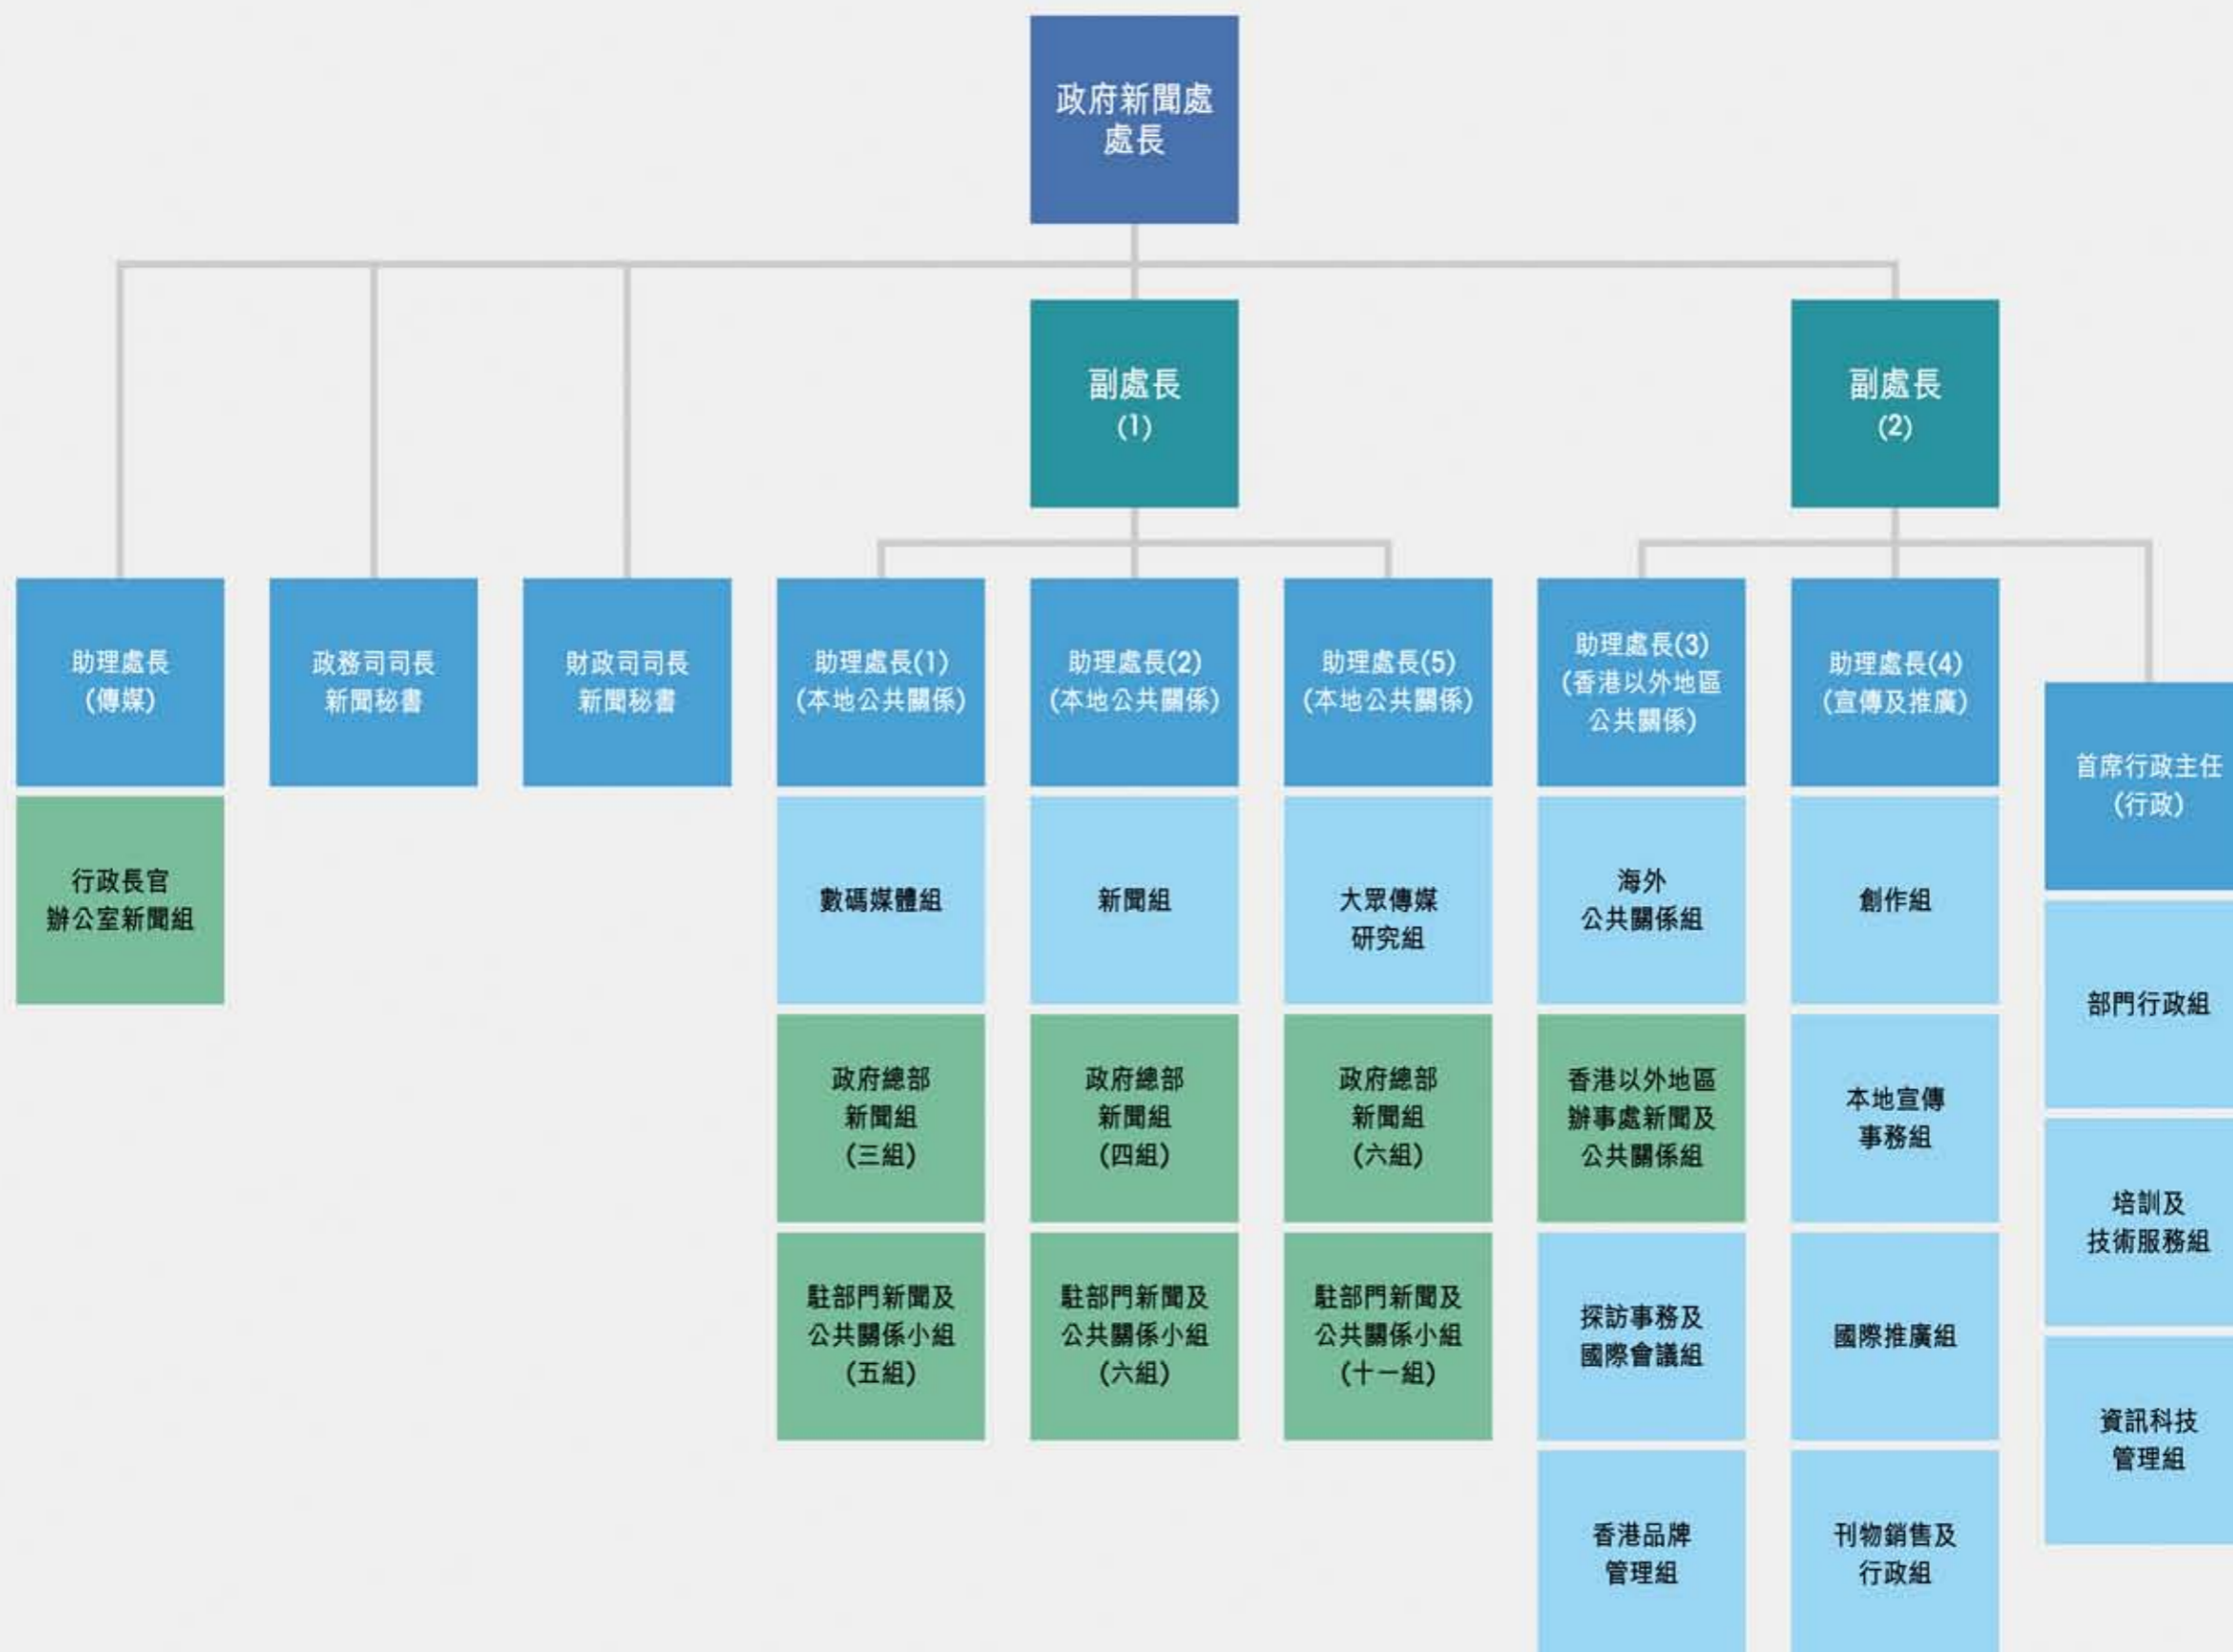 政府新聞處
處長
副處長
(1)
副處長
(2)
助理處長
(傳媒)
政務司司長
新聞秘書
財政司司長
新聞秘書
助理處長(1)
(本地公共關係)
助理處長(2)
(本地公共關係)
助理處長(5)
(本地公共關係)
助理處長(3)
(香港以外地區
公共關係)
助理處長(4)
(宣傳及推廣)
首席行政主任
(行政)
行政長官
辦公室新聞組
數碼媒體組
新聞組
大眾傳媒
研究組
海外
公共關係組
創作組
部門行政組
政府總部
新聞組
(三組)
政府總部
新聞組
(四組)
政府總部
新聞組
(六組)
香港以外地區
辦事處新聞及
公共關係組
本地宣傳
事務組
培訓及
技術服務組
駐部門新聞及
公共關係小組
(五組)
駐部門新聞及
公共關係小組
(六組)
駐部門新聞及
公共關係小組
(十一組)
探訪事務及
國際會議組
國際推廣組
資訊科技
管理組
香港品牌
管理組
刊物銷售及
行政組